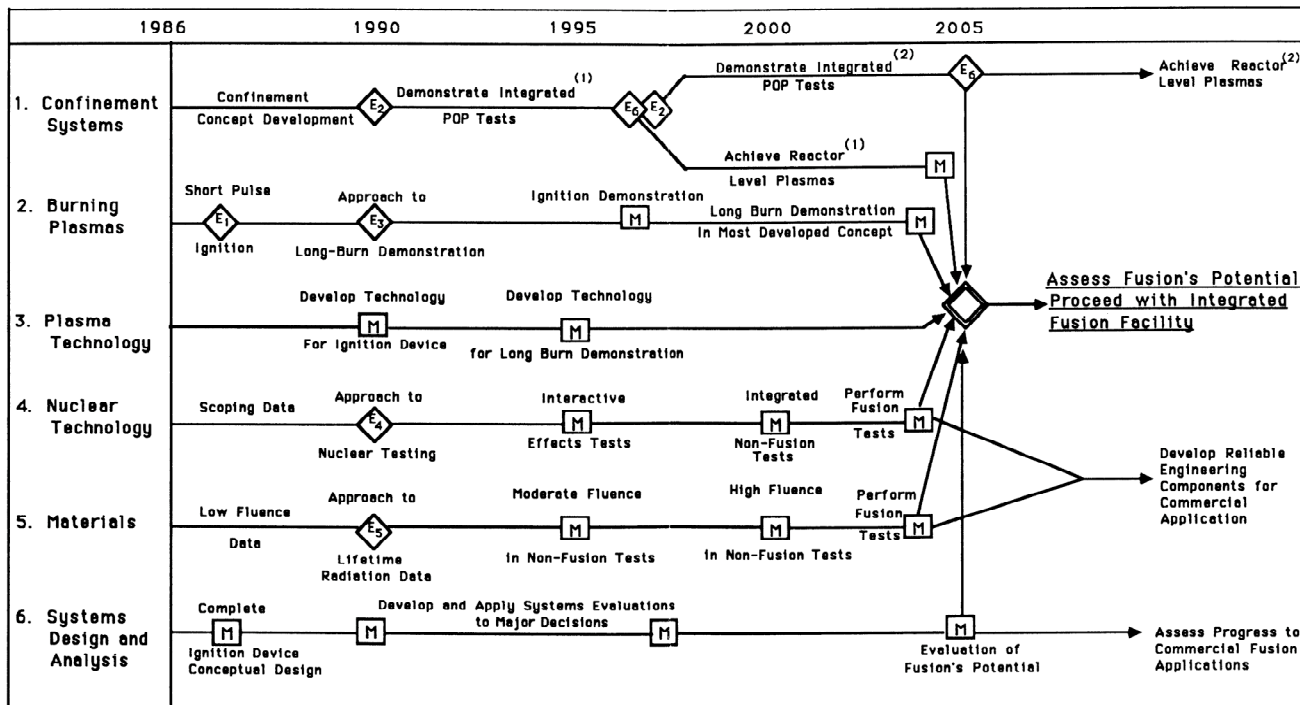 1986 1990 1995 2000 2005
1. Confinement
Systems
Confinement
Concept Development
E2
Demonstrate Integrated (1)
POP Tests
E6
E2
Demonstrate Integrated (2)
POP Tests
E6
Achieve Reactor (2)
Level Plasmas
Achieve Reactor (1)
Level Plasmas
M
2. Burning
Plasmas
Short Pulse
E1
Ignition
Approach to
E3
Long-Burn Demonstration
Ignition Demonstration
M
Long Burn Demonstration
In Most Developed Concept
M
Assess Fusion's Potential
Proceed with Integrated
Fusion Facility
3. Plasma
Technology
Develop Technology
M
For Ignition Device
Develop Technology
M
for Long Burn Demonstration
4. Nuclear
Technology
Scoping Data
Approach to
E4
Nuclear Testing
Interactive
M
Effects Tests
Integrated
M
Non-Fusion
Tests
Perform
Fusion
Tests
M
Develop Reliable
Engineering
Components for
Commercial
Application
5. Materials
Low Fluence
Data
Approach to
E5
Lifetime
Radiation Data
Moderate Fluence
M
in Non-Fusion Tests
High Fluence
M
in Non-Fusion Tests
Perform
Fusion
Tests
M
6. Systems
Design and
Analysis
Complete
M
Ignition Device
Conceptual Design
M
Develop and Apply Systems Evaluations
to Major Decisions
M
M
Evaluation of
Fusion's Potential
Assess Progress to
Commercial Fusion
Applications